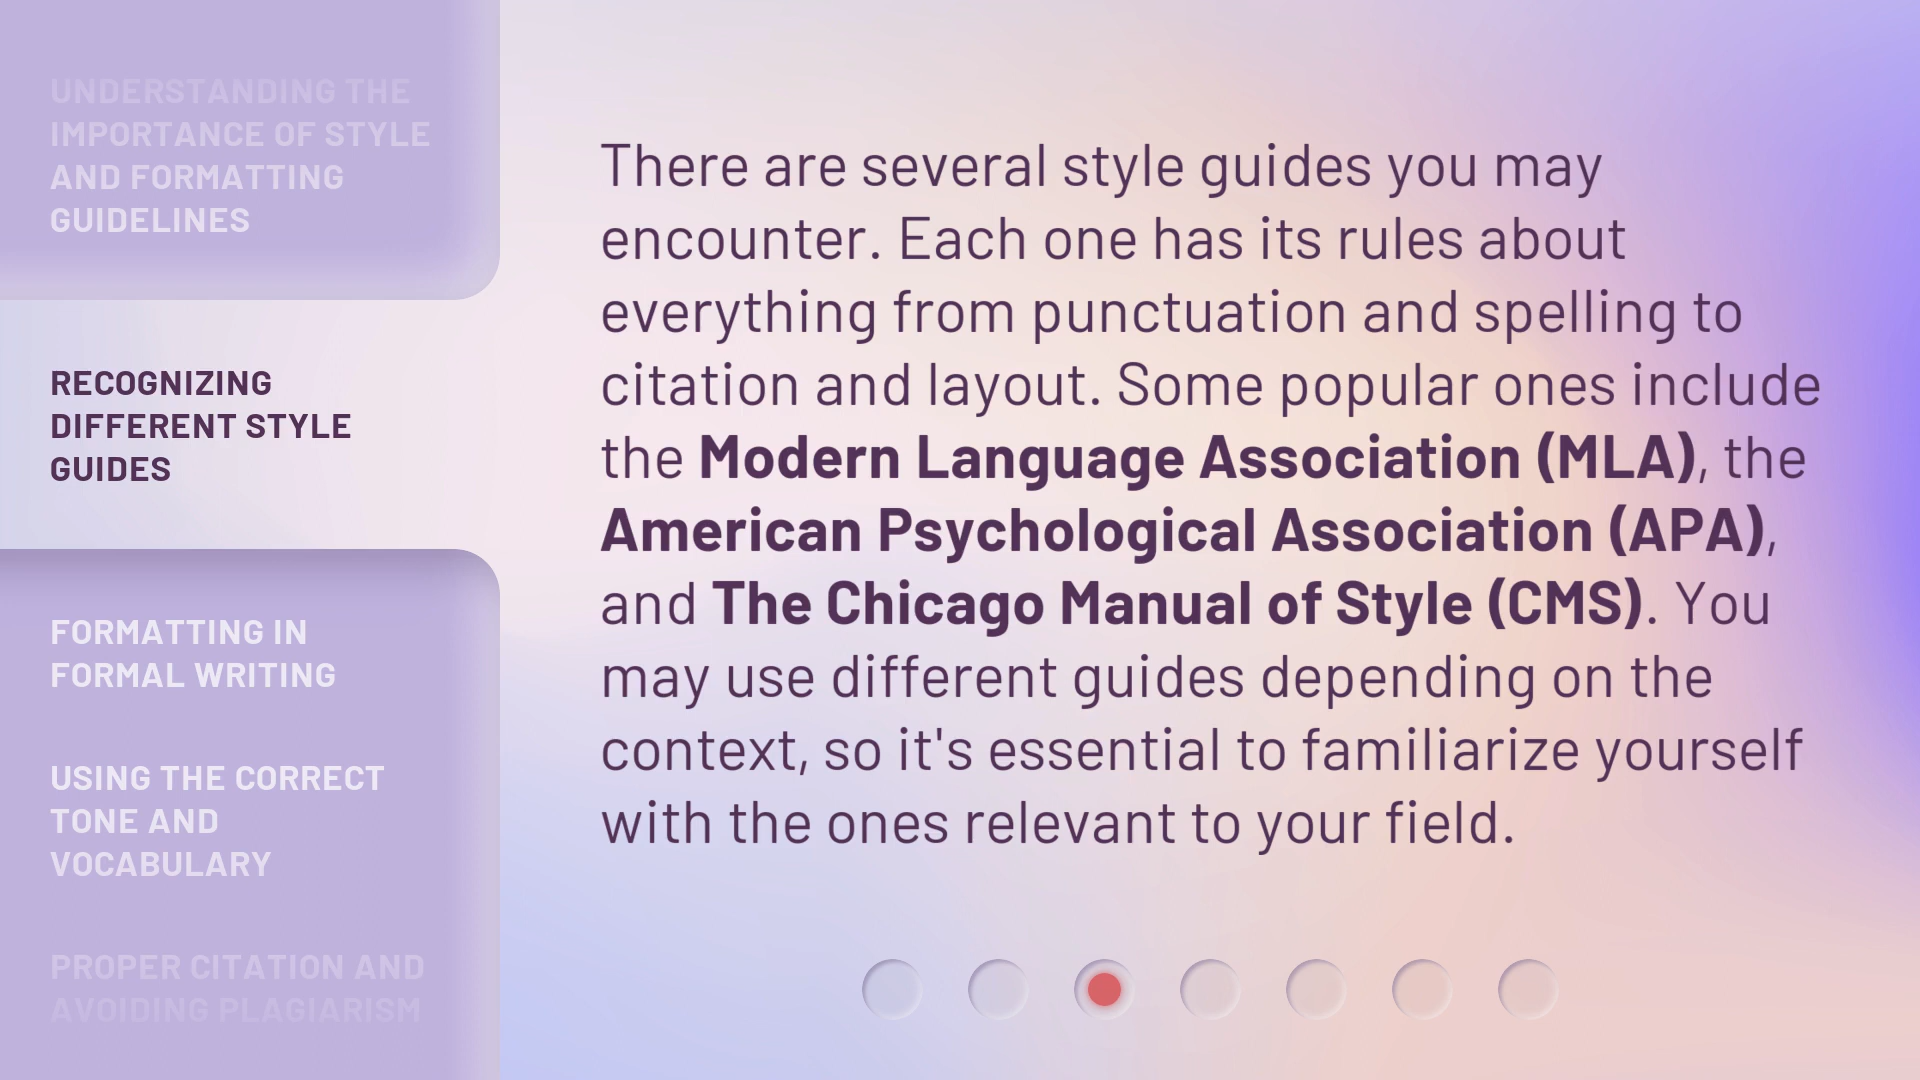 UNDERSTANDING THE
IMPORTANCE OF STYLE
AND FORMATTING
GUIDELINES
RECOGNIZING
DIFFERENT STYLE
GUIDES
FORMATTING IN
FORMAL WRITING
USING THE CORRECT
TONE AND
VOCABULARY
PROPER CITATION AND
AVOIDING PLAGIARISM
There are several style guides you may
encounter. Each one has its rules about
everything from punctuation and spelling to
citation and layout. Some popular ones include
the Modern Language Association (MLA), the
American Psychological Association (APA),
and The Chicago Manual of Style (CMS). You
may use different guides depending on the
context, so it's essential to familiarize yourself
with the ones relevant to your field.